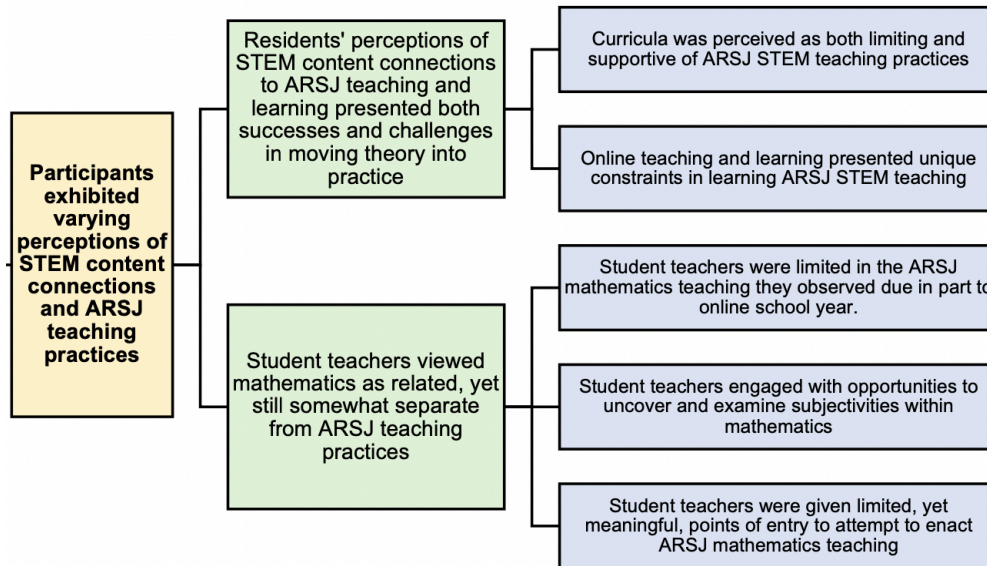 Participants
exhibited
varying
perceptions of
STEM content
connections
and ARSJ
teaching
practices
Residents' perceptions of
STEM content connections
to ARSJ teaching and
learning presented both
successes and challenges
in moving theory into
practice
Curricula was perceived as both limiting and
supportive of ARSJ STEM teaching practices
Online teaching and learning presented unique
constraints in learning ARSJ STEM teaching
Student teachers viewed
mathematics as related, yet
still somewhat separate
from ARSJ teaching
practices
Student teachers were limited in the ARSJ
mathematics teaching they observed due in part to
online school year.
Student teachers engaged with opportunities to
uncover and examine subjectivities within
mathematics
Student teachers were given limited, yet
meaningful, points of entry to attempt to enact
ARSJ mathematics teaching